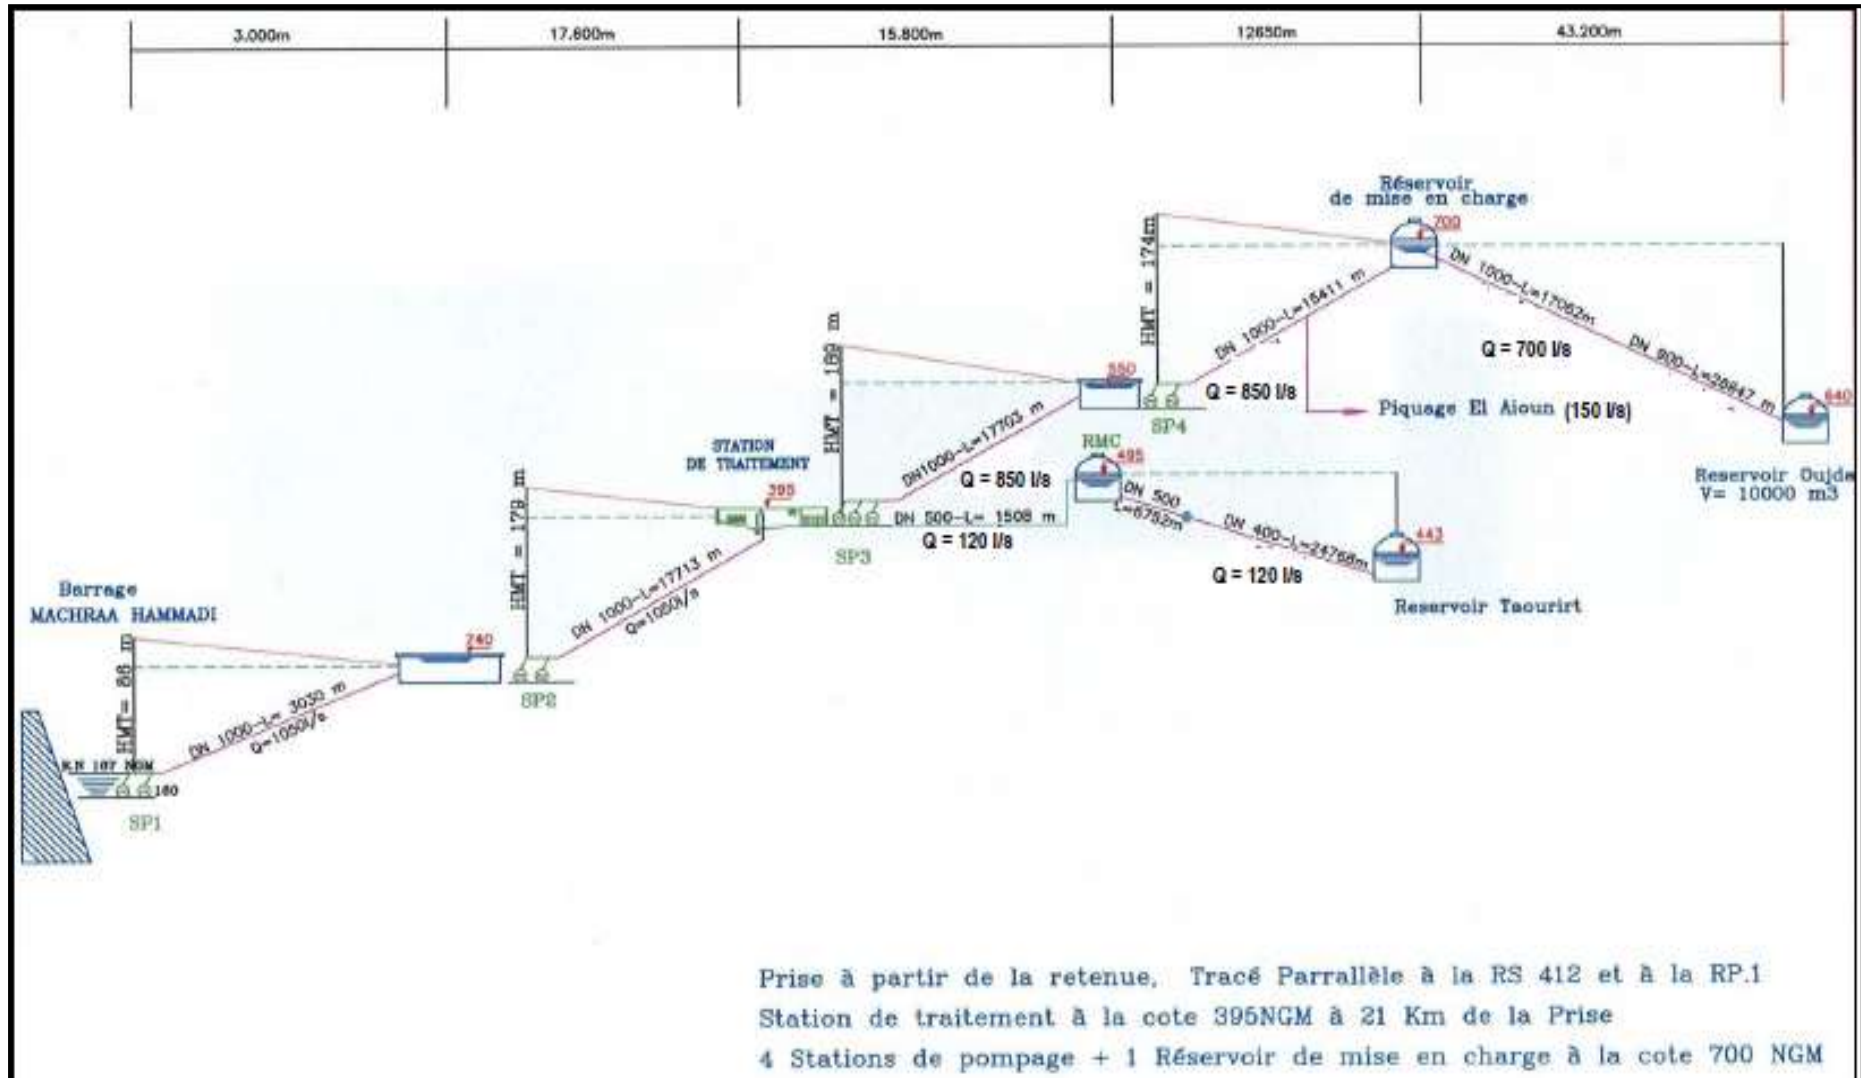 3.000m
17.600m
15.800m
12650m
43.200m
Réservoir
de mise en charge
700
HMT = 174m
DN 1000-L=15411 m
DN 1000-L=17062m
Q = 700 l/s
DN 900-L=26847 m
640
Q = 850 l/s
Piquage El Aioun (150 l/s)
Reservoir Oujda
V= 10000 m3
SP4
550
HMT = 189 m
DN1000-L=17703 m
Q = 850 l/s
RMC
495
DN 500
L=6752m
DN 400-L=24768m
Q = 120 l/s
443
Reservoir Taourirt
STATION
DE TRAITEMENT
395
SP3
DN 500-L= 1508 m
Q = 120 l/s
HMT = 179 m
DN 1000-L=17713 m
Q=1050l/s
SP2
Barrage
MACHRAA HAMMADI
HMT= 86 m
240
DN 1000-L= 3030 m
Q=1050l/s
R.N 167 NGM
160
SP1
Prise à partir de la retenue, Tracé Parrallèle à la RS 412 et à la RP.1
Station de traitement à la cote 395NGM à 21 Km de la Prise
4 Stations de pompage + 1 Réservoir de mise en charge à la cote 700 NGM